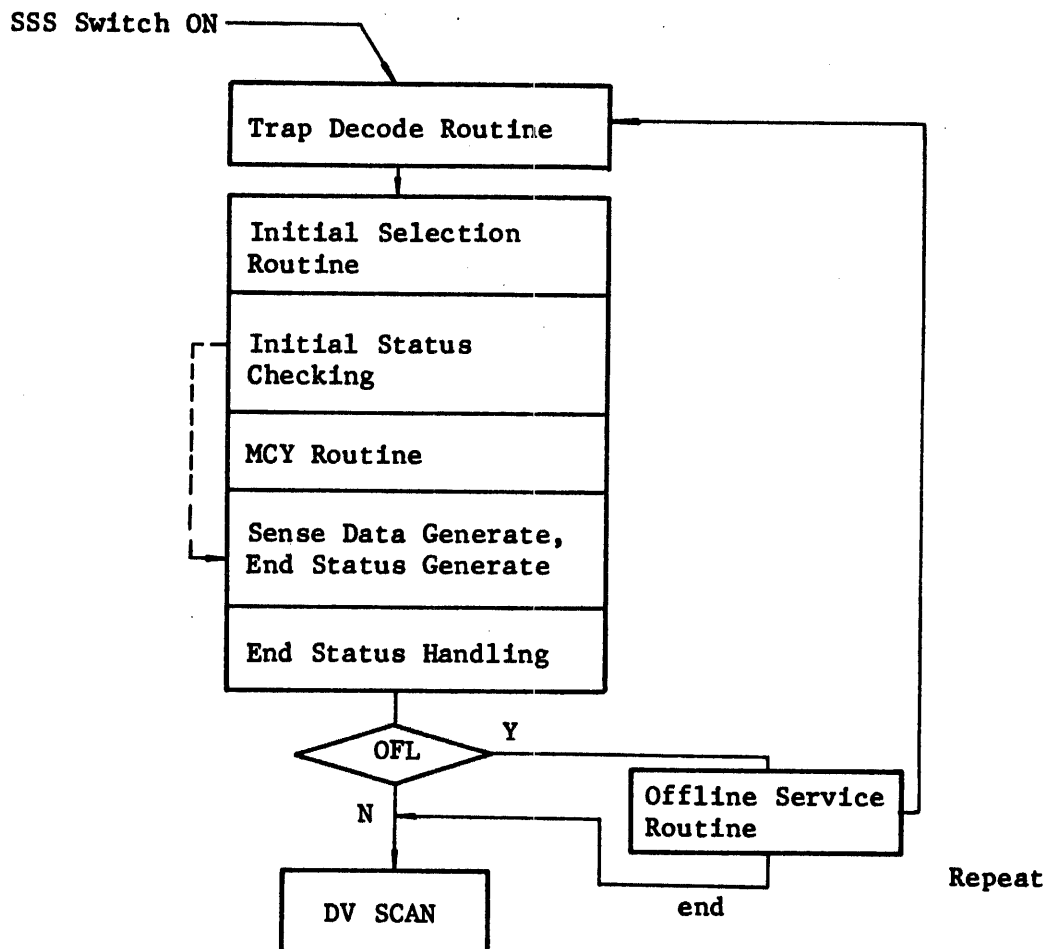 SSS Switch ON
Trap Decode Routine
Initial Selection
Routine
Initial Status
Checking
MCY Routine
Sense Data Generate,
End Status Generate
End Status Handling
OFL
Y
N
Offline Service
Routine
Repeat
end
DV SCAN